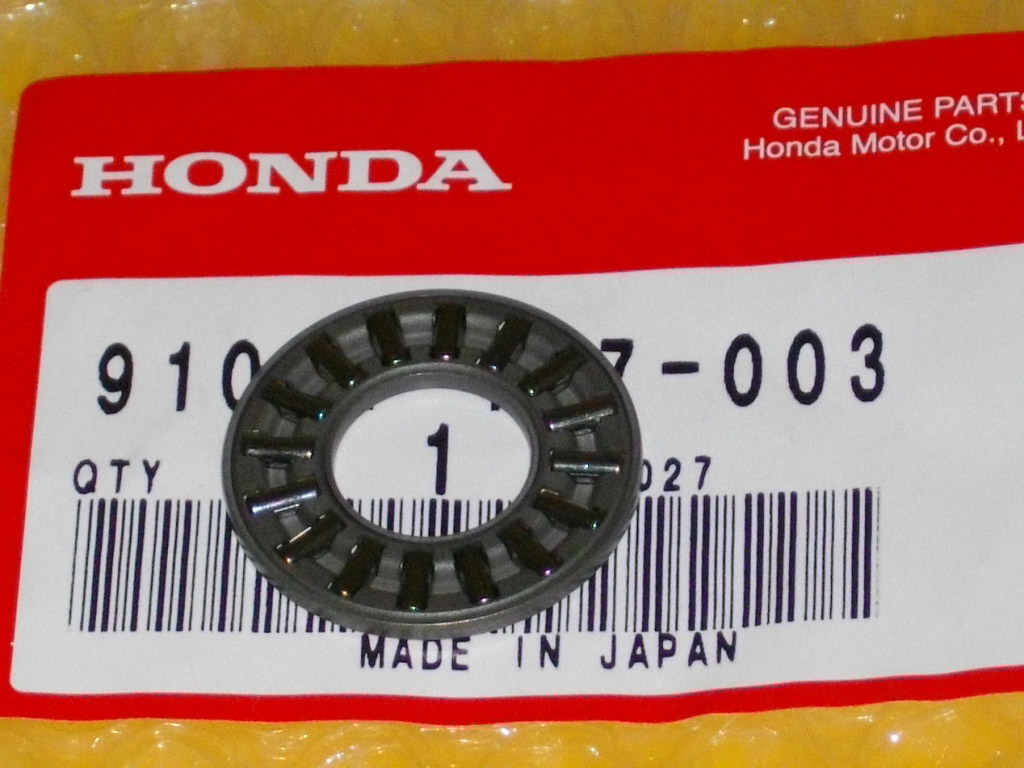 HONDA
GENUINE PARTS
Honda Motor Co.,
910 7-003
QTY 1 027
MADE IN JAPAN